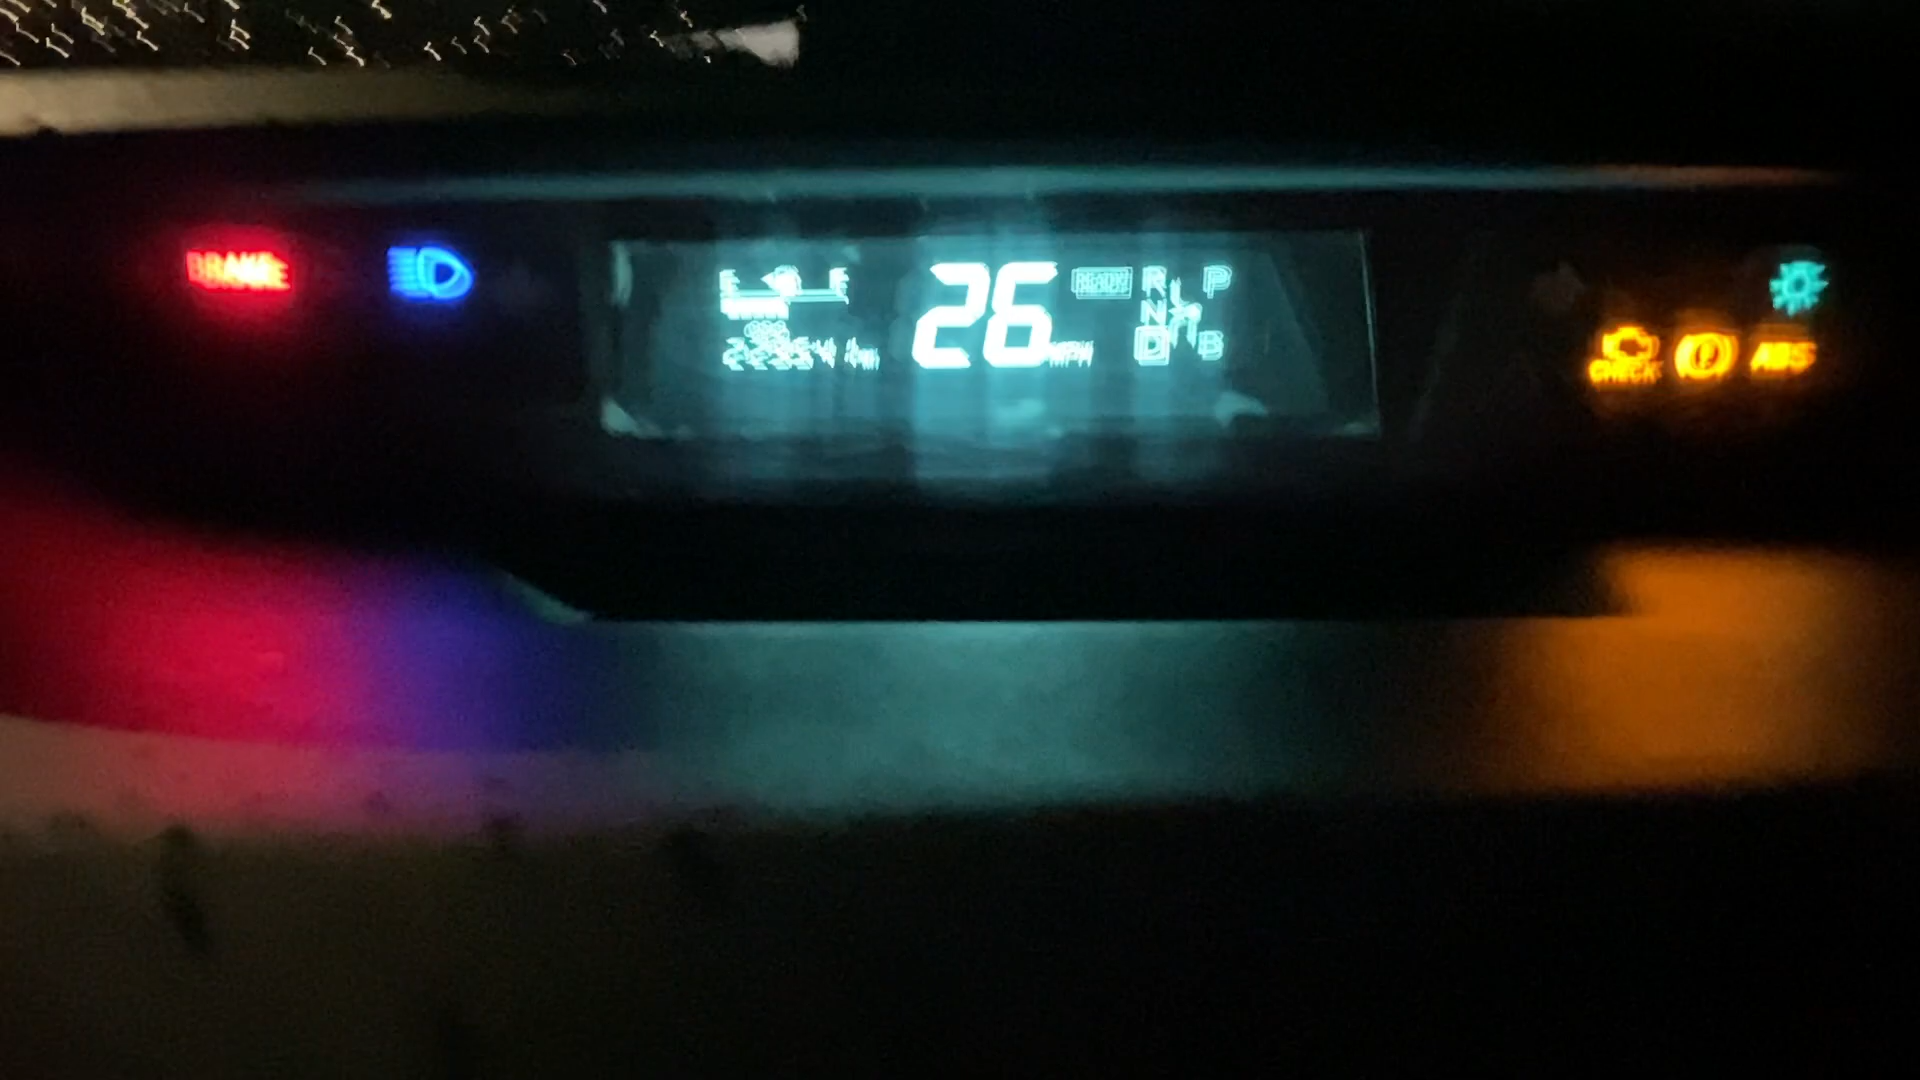 BRAKE
E F 26 MPH READY R P
N
D B
CHECK ABS